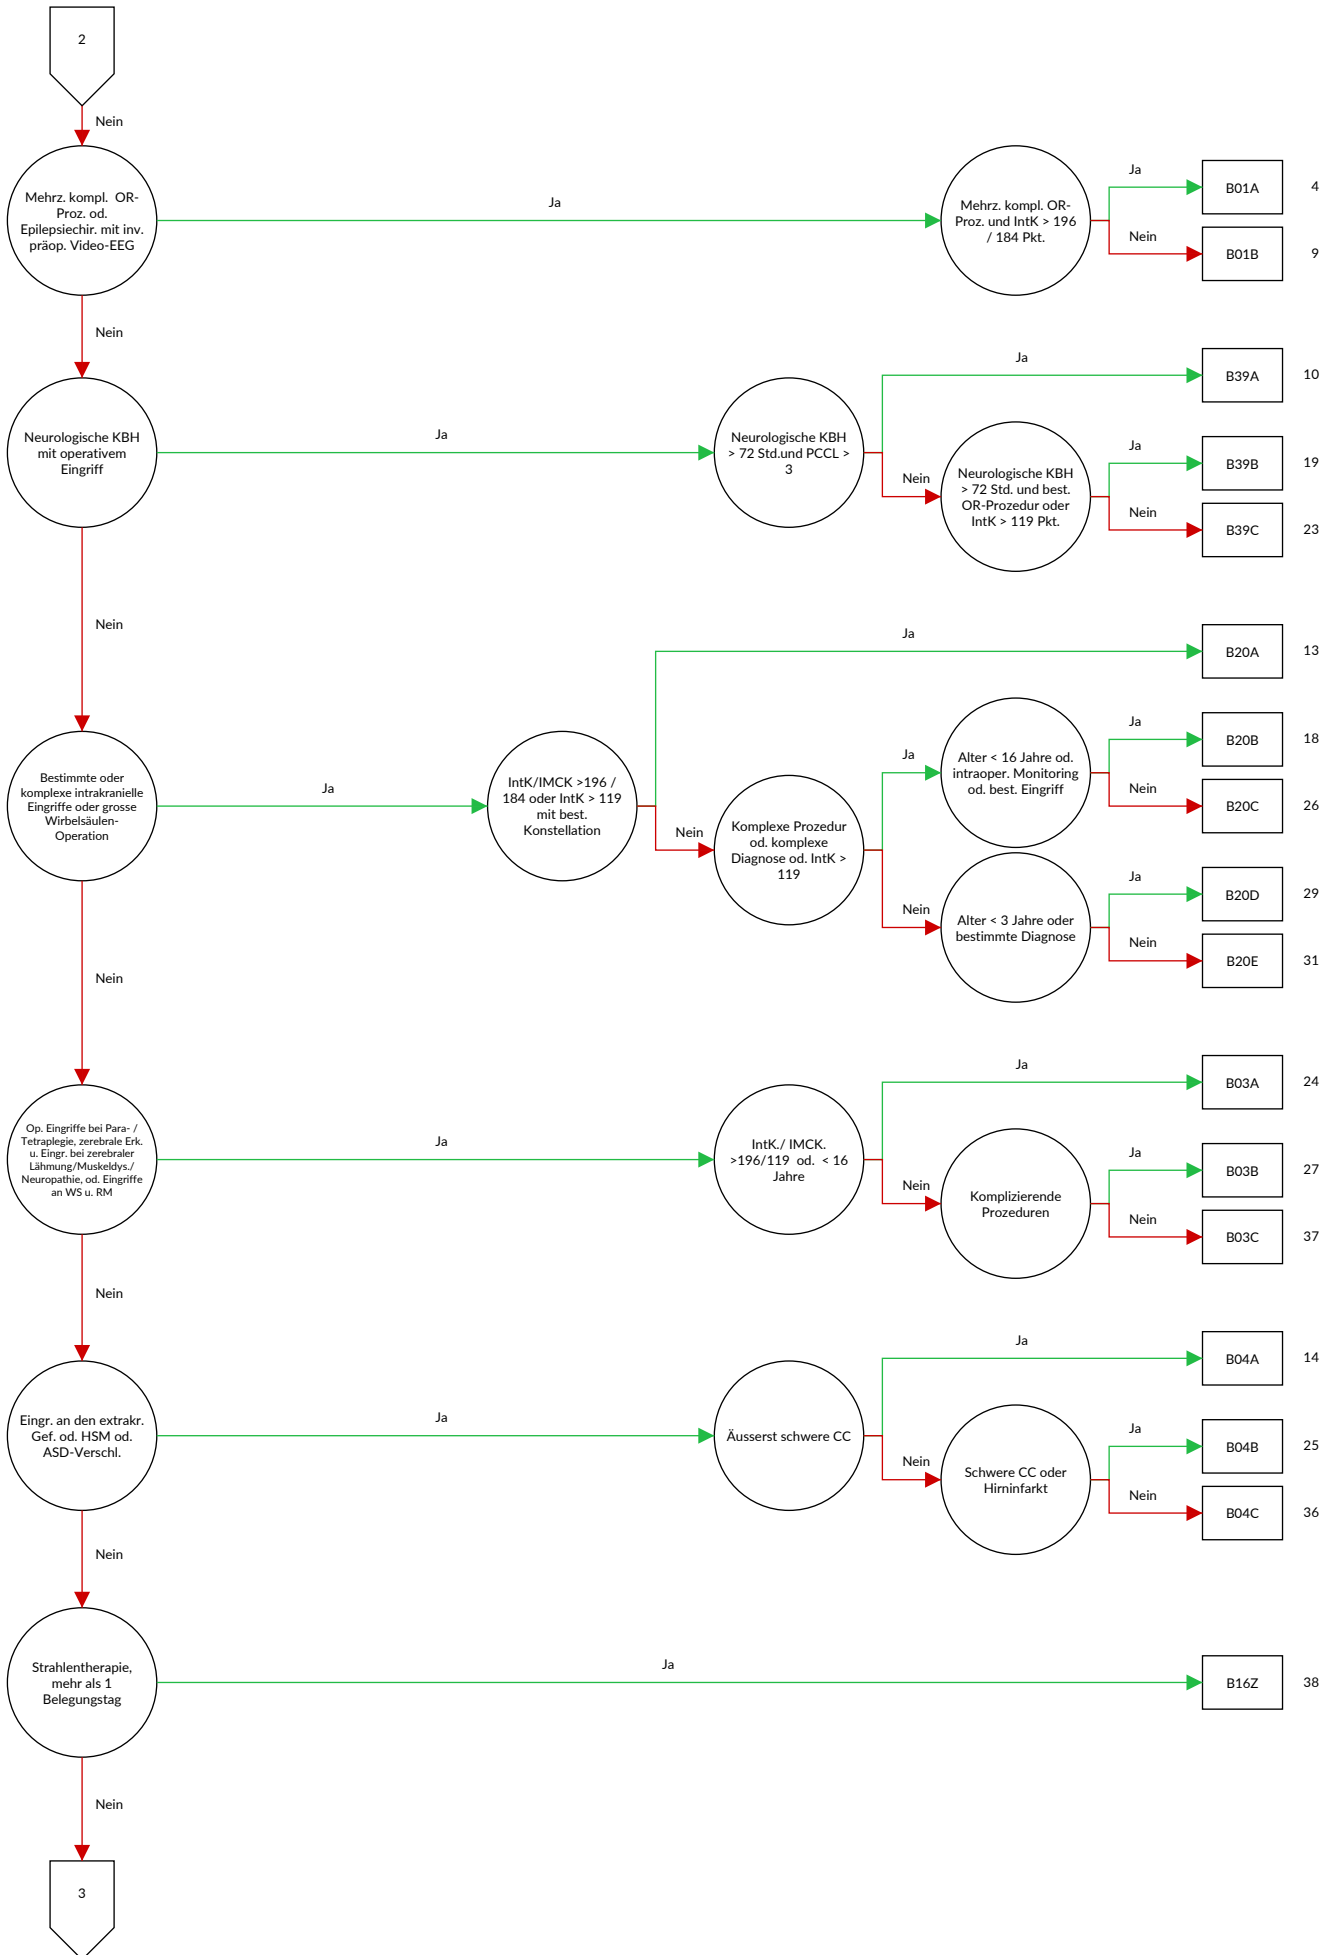 2
Nein
Mehrz. kompl. OR-
Proz. od.
Epilepsiechir. mit inv.
präop. Video-EEG
Ja
Mehrz. kompl. OR-
Proz. und IntK > 196
/ 184 Pkt.
Ja
B01A
4
Nein
B01B
9
Nein
Neurologische KBH
mit operativem
Eingriff
Ja
Neurologische KBH
> 72 Std.und PCCL >
3
Ja
B39A
10
Nein
Neurologische KBH
> 72 Std. und best.
OR-Prozedur oder
IntK > 119 Pkt.
Ja
B39B
19
Nein
B39C
23
Nein
Bestimmte oder
komplexe intrakranielle
Eingriffe oder grosse
Wirbelsäulen-
Operation
Ja
IntK/IMCK >196 /
184 oder IntK > 119
mit best.
Konstellation
Ja
B20A
13
Nein
Komplexe Prozedur
od. komplexe
Diagnose od. IntK >
119
Ja
Alter < 16 Jahre od.
intraoper. Monitoring
od. best. Eingriff
Ja
B20B
18
Nein
B20C
26
Nein
Alter < 3 Jahre oder
bestimmte Diagnose
Ja
B20D
29
Nein
B20E
31
Nein
Op. Eingriffe bei Para- /
Tetraplegie, zerebrale Erk.
u. Eingr. bei zerebraler
Lähmung/Muskeldys./
Neuropathie, od. Eingriffe
an WS u. RM
Ja
IntK./ IMCK.
>196/119 od. < 16
Jahre
Ja
B03A
24
Nein
Komplizierende
Prozeduren
Ja
B03B
27
Nein
B03C
37
Nein
Eingr. an den extrakr.
Gef. od. HSM od.
ASD-Verschl.
Ja
Äusserst schwere CC
Ja
B04A
14
Nein
Schwere CC oder
Hirninfarkt
Ja
B04B
25
Nein
B04C
36
Nein
Strahlentherapie,
mehr als 1
Belegungstag
Ja
B16Z
38
Nein
3